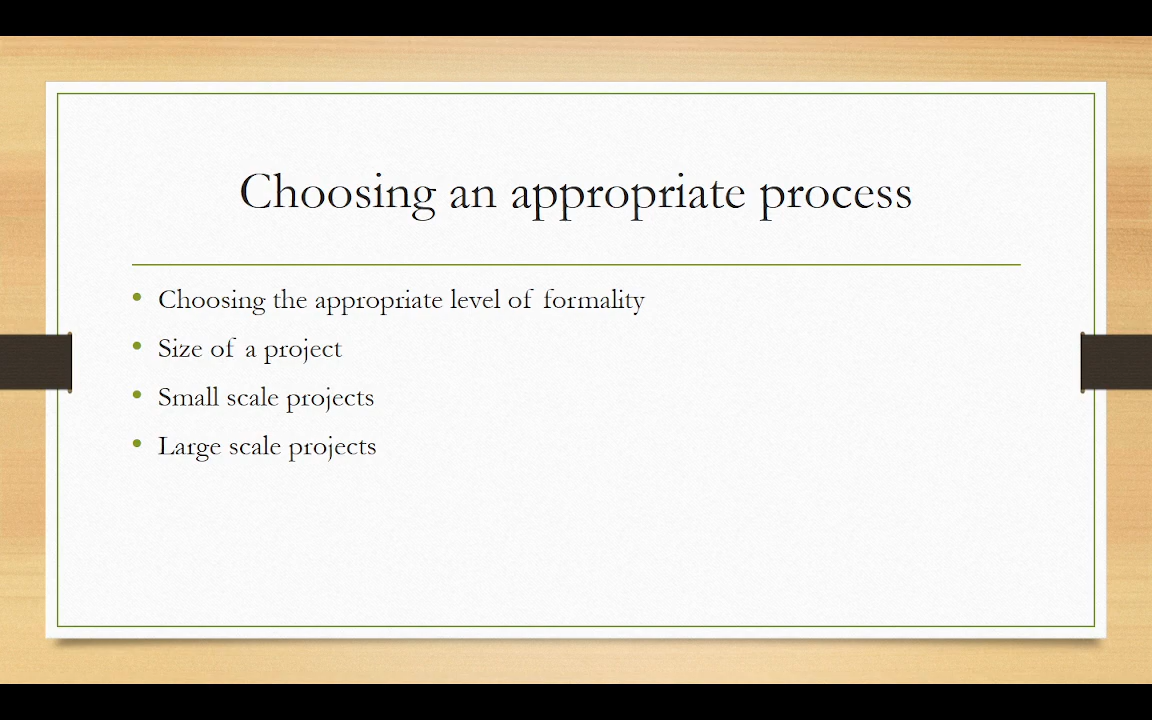 Choosing an appropriate process
• Choosing the appropriate level of formality
• Size of a project
• Small scale projects
• Large scale projects